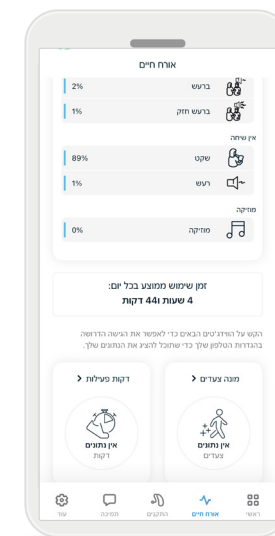 אורח חיים
ברעש 2%
ברעש חזק 1%
אין שיחה
שקט 89%
רעש 1%
מוזיקה
מוזיקה 0%
זמן שימוש ממוצע בכל יום:
4 שעות ו44 דקות
הקש על הווידג'טים הבאים כדי לאפשר את הגישה הדרושה
בהגדרות הטלפון שלך כדי שתוכל להציג את הנתונים שלך.
מונה צעדים
אין נתונים
צעדים
דקות פעילות
אין נתונים
דקות
ראשי
אורח חיים
התקנים
תמיכה
עוד